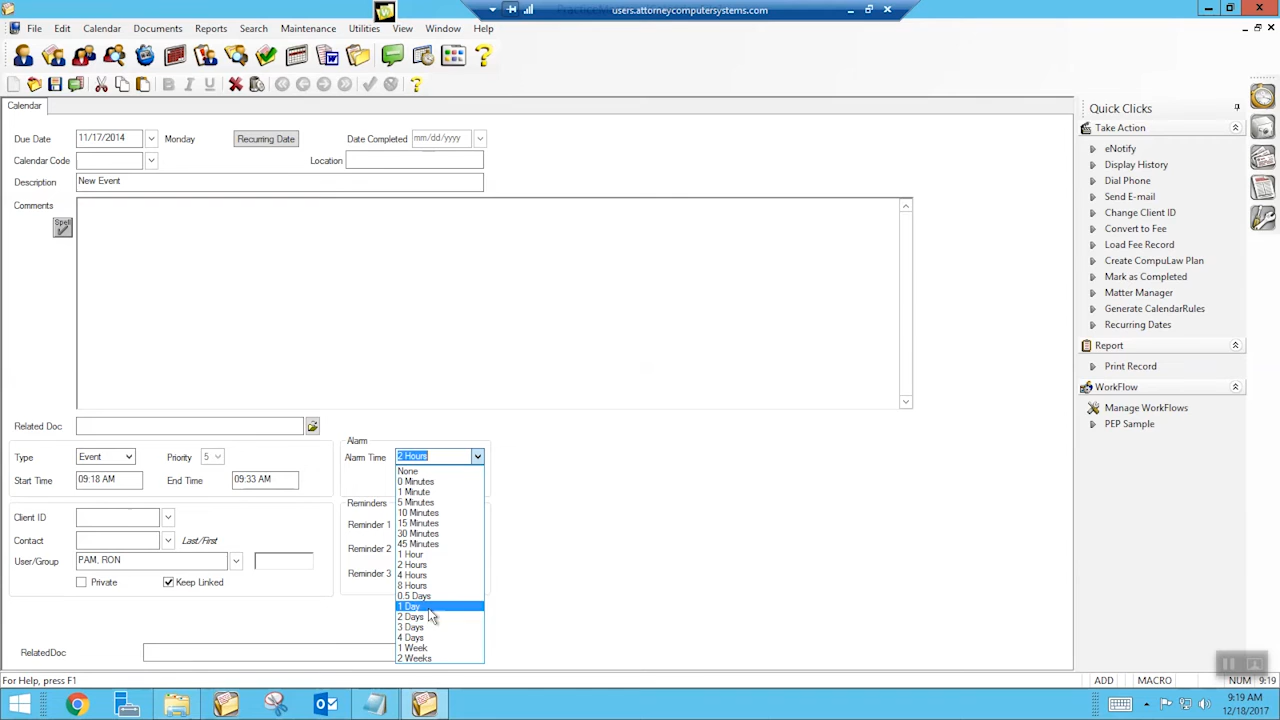 users.attorneycomputersystems.com
File Edit Calendar Documents Reports Search Maintenance Utilities View Window Help
Calendar
Due Date 11/17/2014 Monday Recurring Date Date Completed mm/dd/yyyy
Calendar Code Location
Description New Event
Comments
Spell
Related Doc
Alarm
Type Event Priority 5 Alarm Time 2 Hours
Start Time 09:18 AM End Time 09:33 AM
Reminders
Client ID
Reminder 1
Contact Last/First
Reminder 2
User/Group PAM, RON
Reminder 3
Private Keep Linked
RelatedDoc
None
0 Minutes
1 Minute
5 Minutes
10 Minutes
15 Minutes
30 Minutes
45 Minutes
1 Hour
2 Hours
4 Hours
8 Hours
0.5 Days
1 Day
2 Days
3 Days
4 Days
1 Week
2 Weeks
Quick Clicks
Take Action
eNotify
Display History
Dial Phone
Send E-mail
Change Client ID
Convert to Fee
Load Fee Record
Create CompuLaw Plan
Mark as Completed
Matter Manager
Generate CalendarRules
Recurring Dates
Report
Print Record
WorkFlow
Manage WorkFlows
PEP Sample
For Help, press F1 ADD MACRO NUM 9:19
9:19 AM
12/18/2017